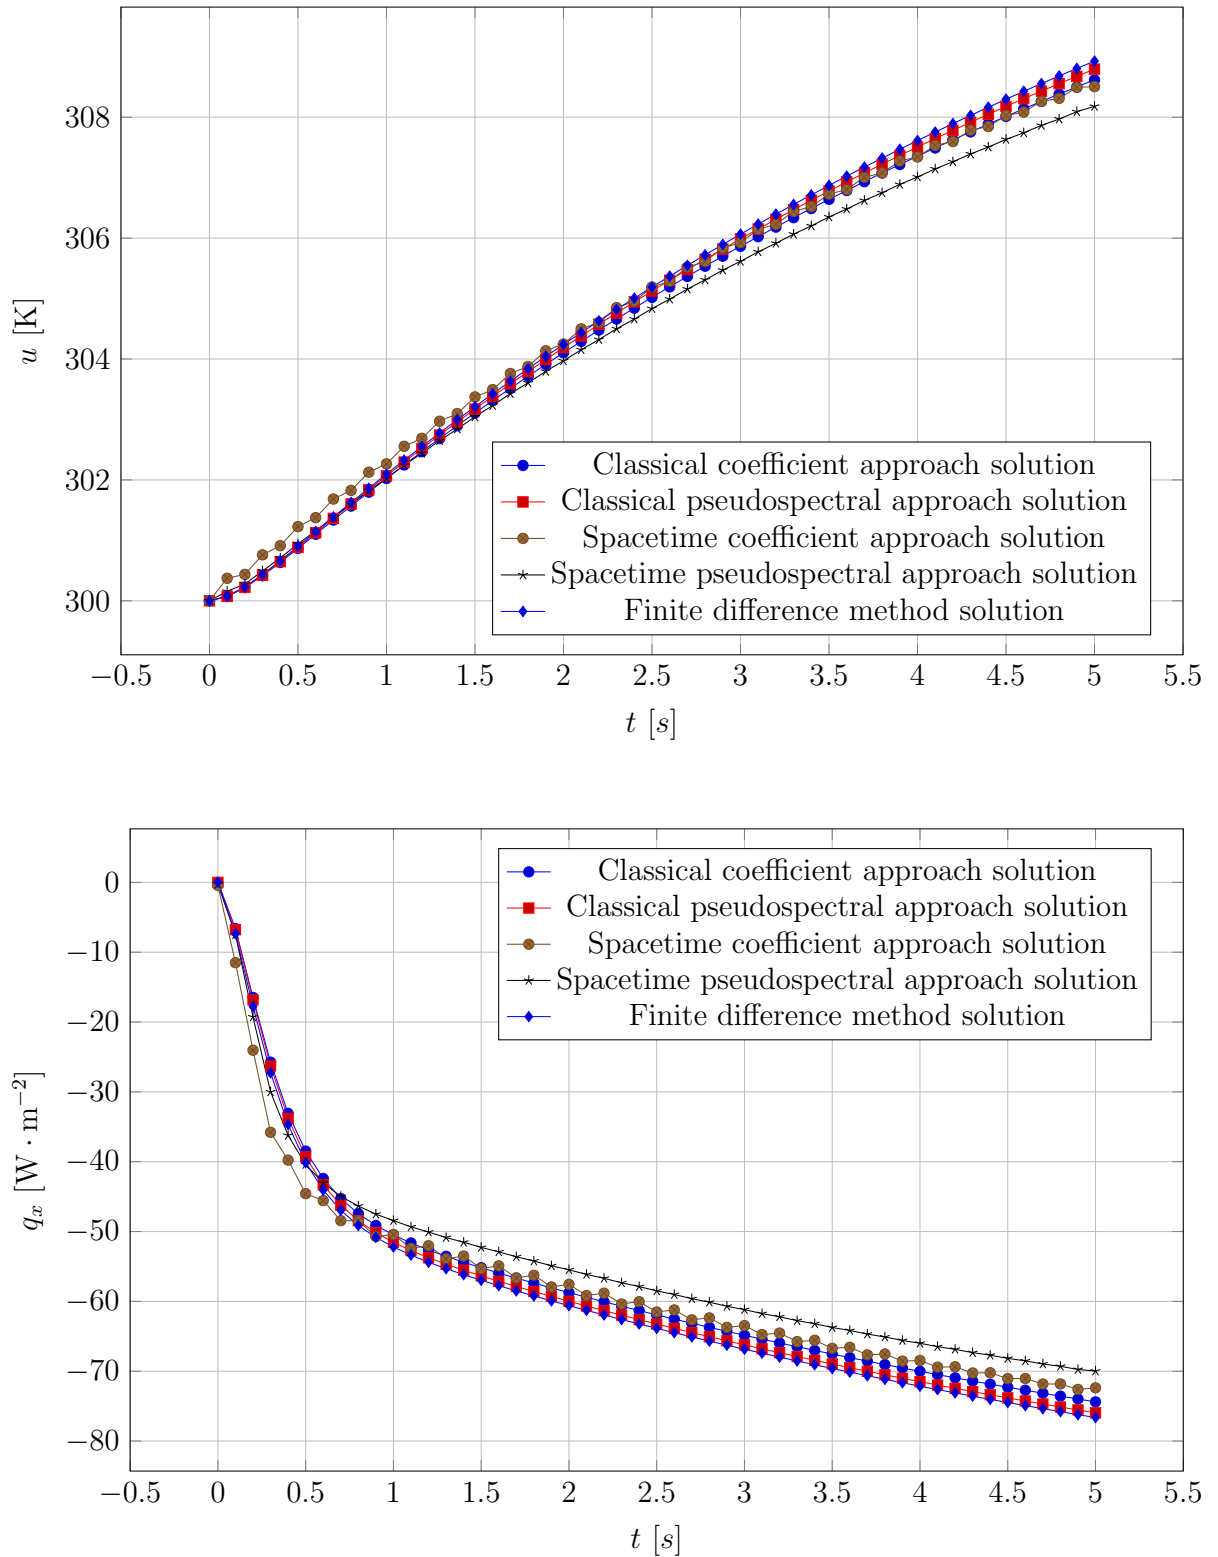 308
306
304
302
300
u [K]
Classical coefficient approach solution
Classical pseudospectral approach solution
Spacetime coefficient approach solution
Spacetime pseudospectral approach solution
Finite difference method solution
−0.5 0 0.5 1 1.5 2 2.5 3 3.5 4 4.5 5 5.5
t [s]
Classical coefficient approach solution
Classical pseudospectral approach solution
Spacetime coefficient approach solution
Spacetime pseudospectral approach solution
Finite difference method solution
0
−10
−20
−30
−40
−50
−60
−70
−80
qₓ [W · m⁻²]
−0.5 0 0.5 1 1.5 2 2.5 3 3.5 4 4.5 5 5.5
t [s]